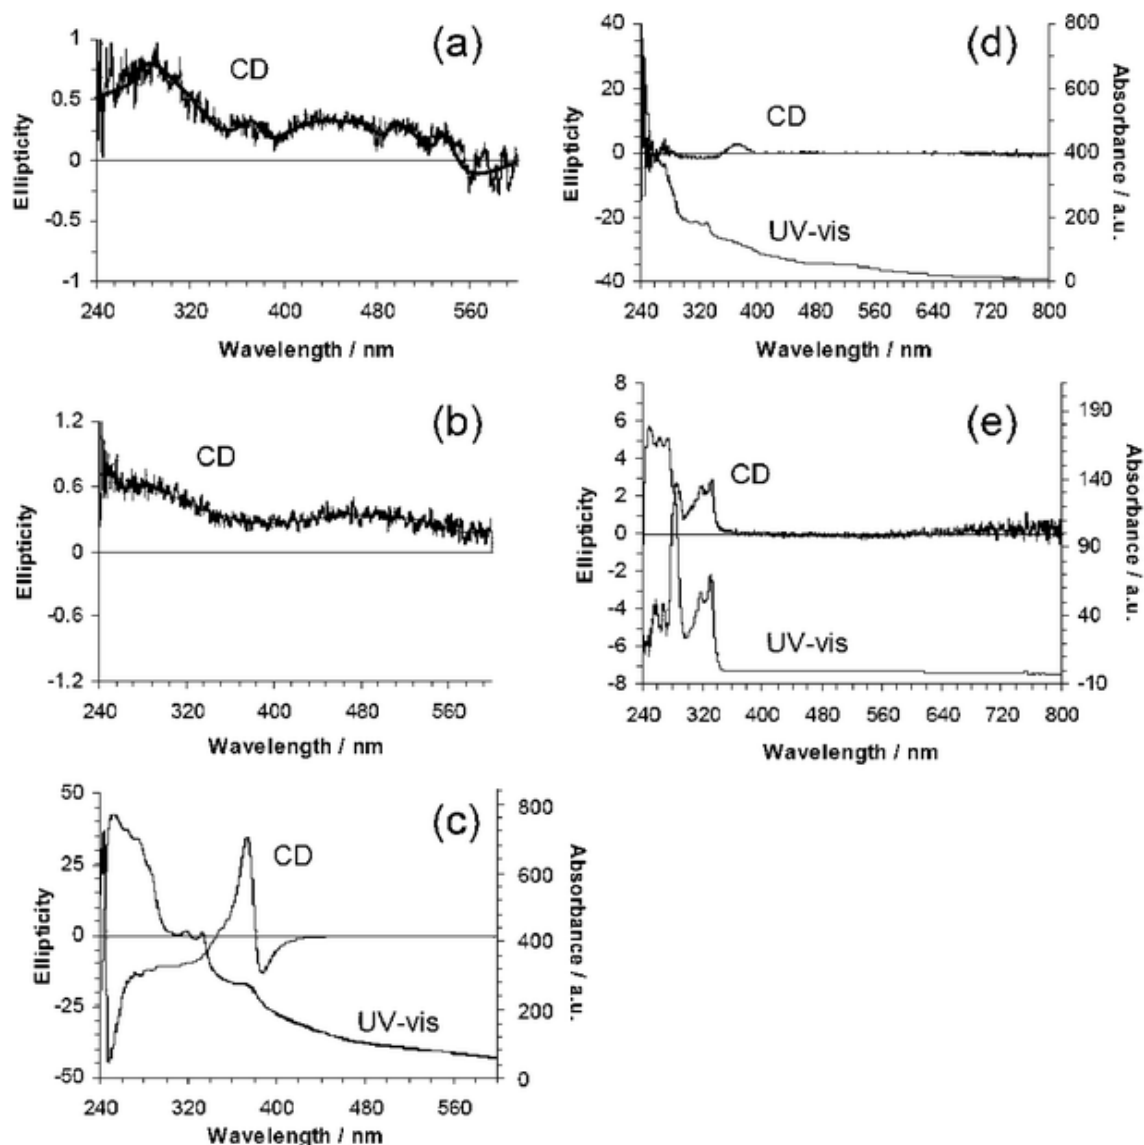 (a)
CD
1
0.5
0
-0.5
-1
Ellipticity
240 320 400 480 560
Wavelength / nm
(d)
CD
UV-vis
40
20
0
-20
-40
Ellipticity
800
600
400
200
0
Absorbance / a.u.
240 320 400 480 560 640 720 800
Wavelength / nm
(b)
CD
1.2
0.6
0
-0.6
-1.2
Ellipticity
240 320 400 480 560
Wavelength / nm
(e)
CD
UV-vis
8
6
4
2
0
-2
-4
-6
-8
Ellipticity
190
140
90
40
-10
Absorbance / a.u.
240 320 400 480 560 640 720 800
Wavelength / nm
(c)
CD
UV-vis
50
25
0
-25
-50
Ellipticity
800
600
400
200
0
Absorbance / a.u.
240 320 400 480 560
Wavelength / nm